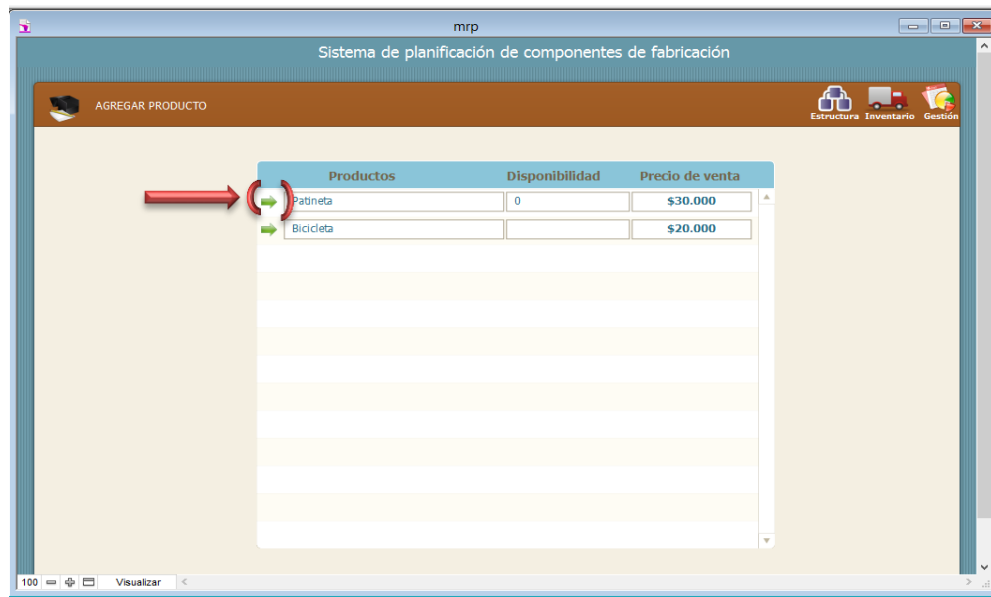 mrp
Sistema de planificación de componentes de fabricación
AGREGAR PRODUCTO
Estructura Inventario Gestión
Productos Disponibilidad Precio de venta
Patineta 0 $30.000
Bicicleta $20.000
100 Visualizar